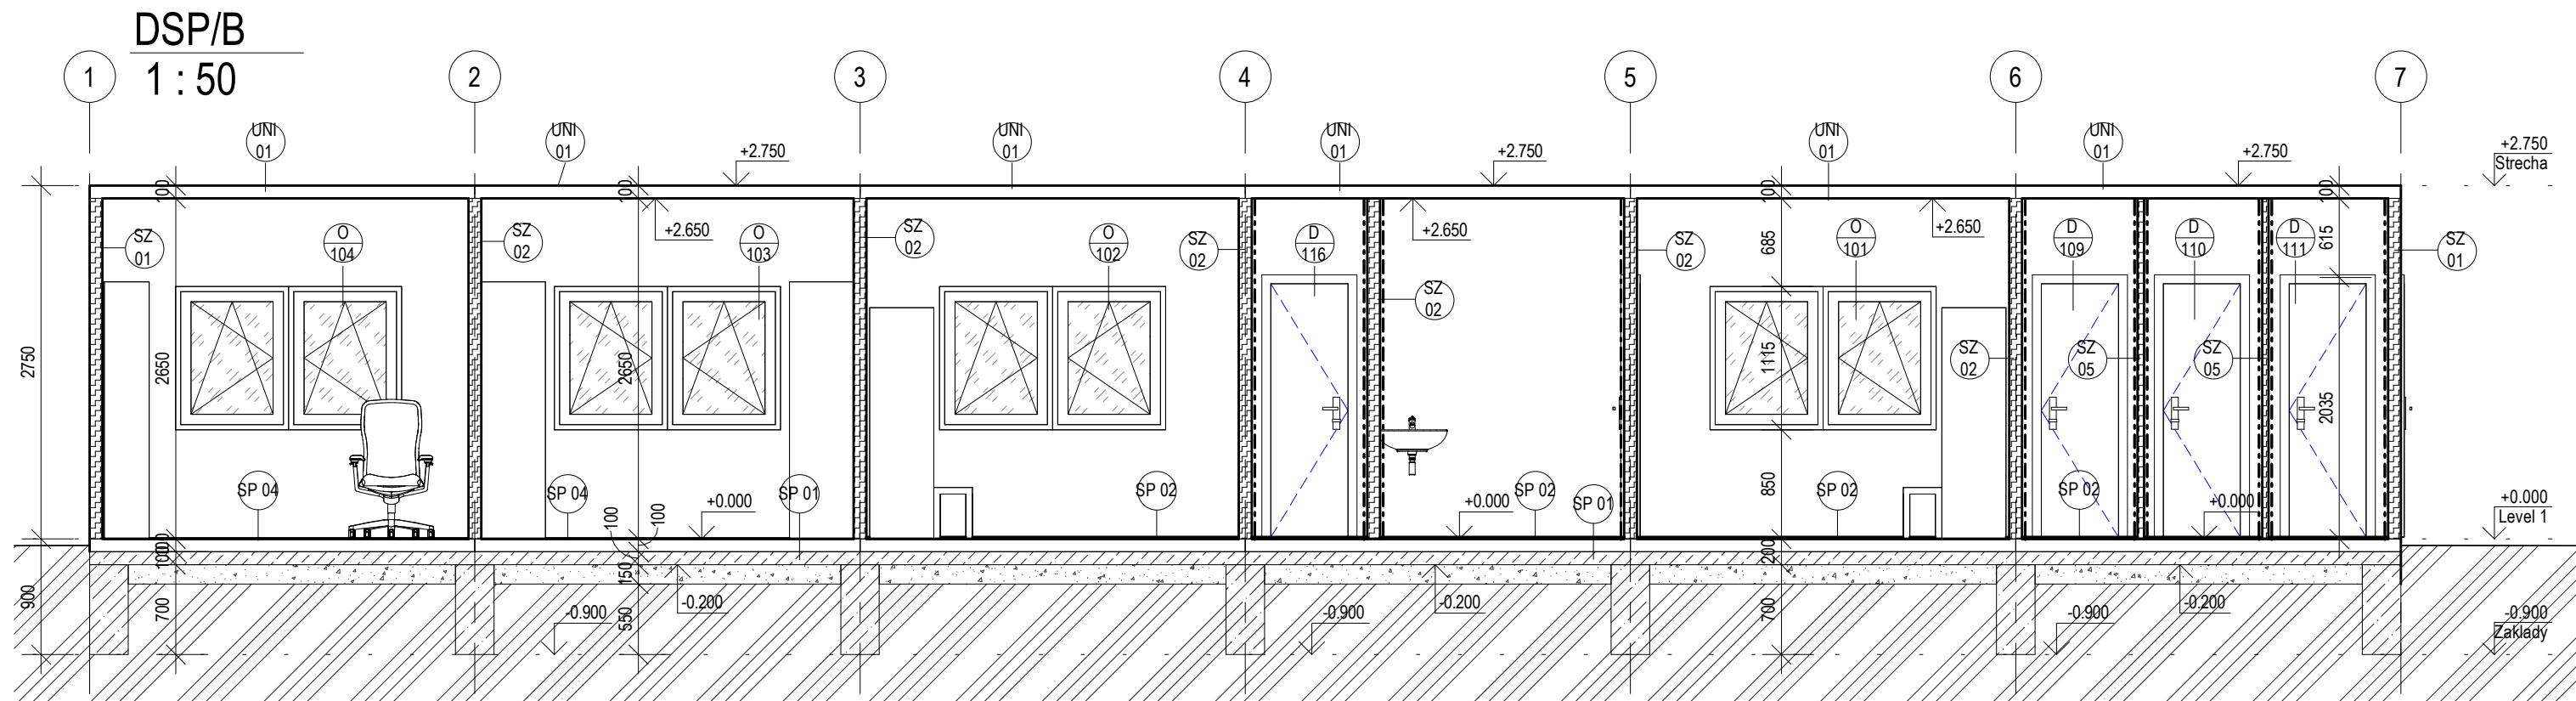 DSP/B
1 : 50
1
2
3
4
5
6
7
UNI
01
UNI
01
+2.750
UNI
01
UNI
01
+2.750
UNI
01
UNI
01
+2.750
+2.750
Strecha
100
100
100
100
SZ
01
O
104
SZ
02
+2.650
O
103
SZ
02
O
102
SZ
02
D
116
+2.650
SZ
02
SZ
02
685
O
101
+2.650
D
109
D
110
D
111
615
SZ
01
2750
2650
2650
1115
SZ
02
SZ
05
SZ
05
2035
SP 04
SP 04
100
100
+0.000
SP 01
SP 02
+0.000
SP 02
SP 01
850
SP 02
SP 02
+0.000
+0.000
Level 1
100
100
150
200
900
700
550
-0.900
-0.200
-0.900
-0.200
700
-0.900
-0.200
-0.900
Zaklady